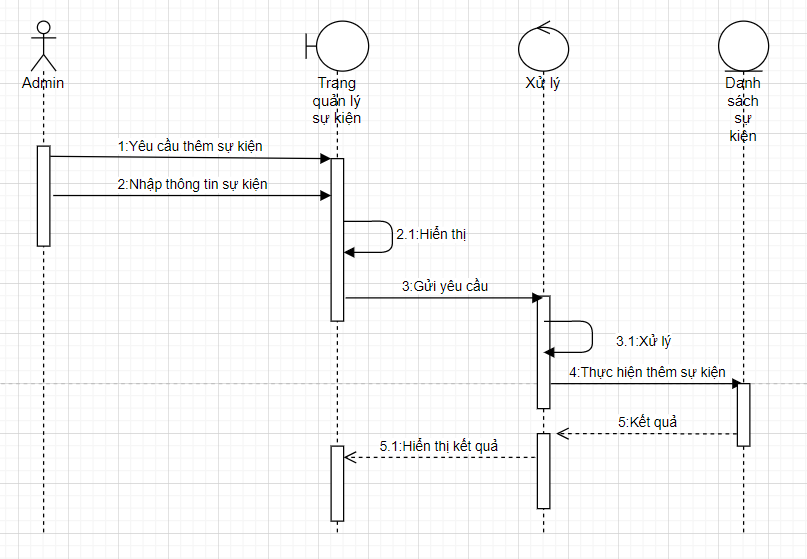 Admin
Trang
quản lý
sự kiện
Xử lý
Danh
sách
sự
kiện
1:Yêu cầu thêm sự kiện
2:Nhập thông tin sự kiện
2.1:Hiển thị
3:Gửi yêu cầu
3.1:Xử lý
4:Thực hiện thêm sự kiện
5:Kết quả
5.1:Hiển thị kết quả